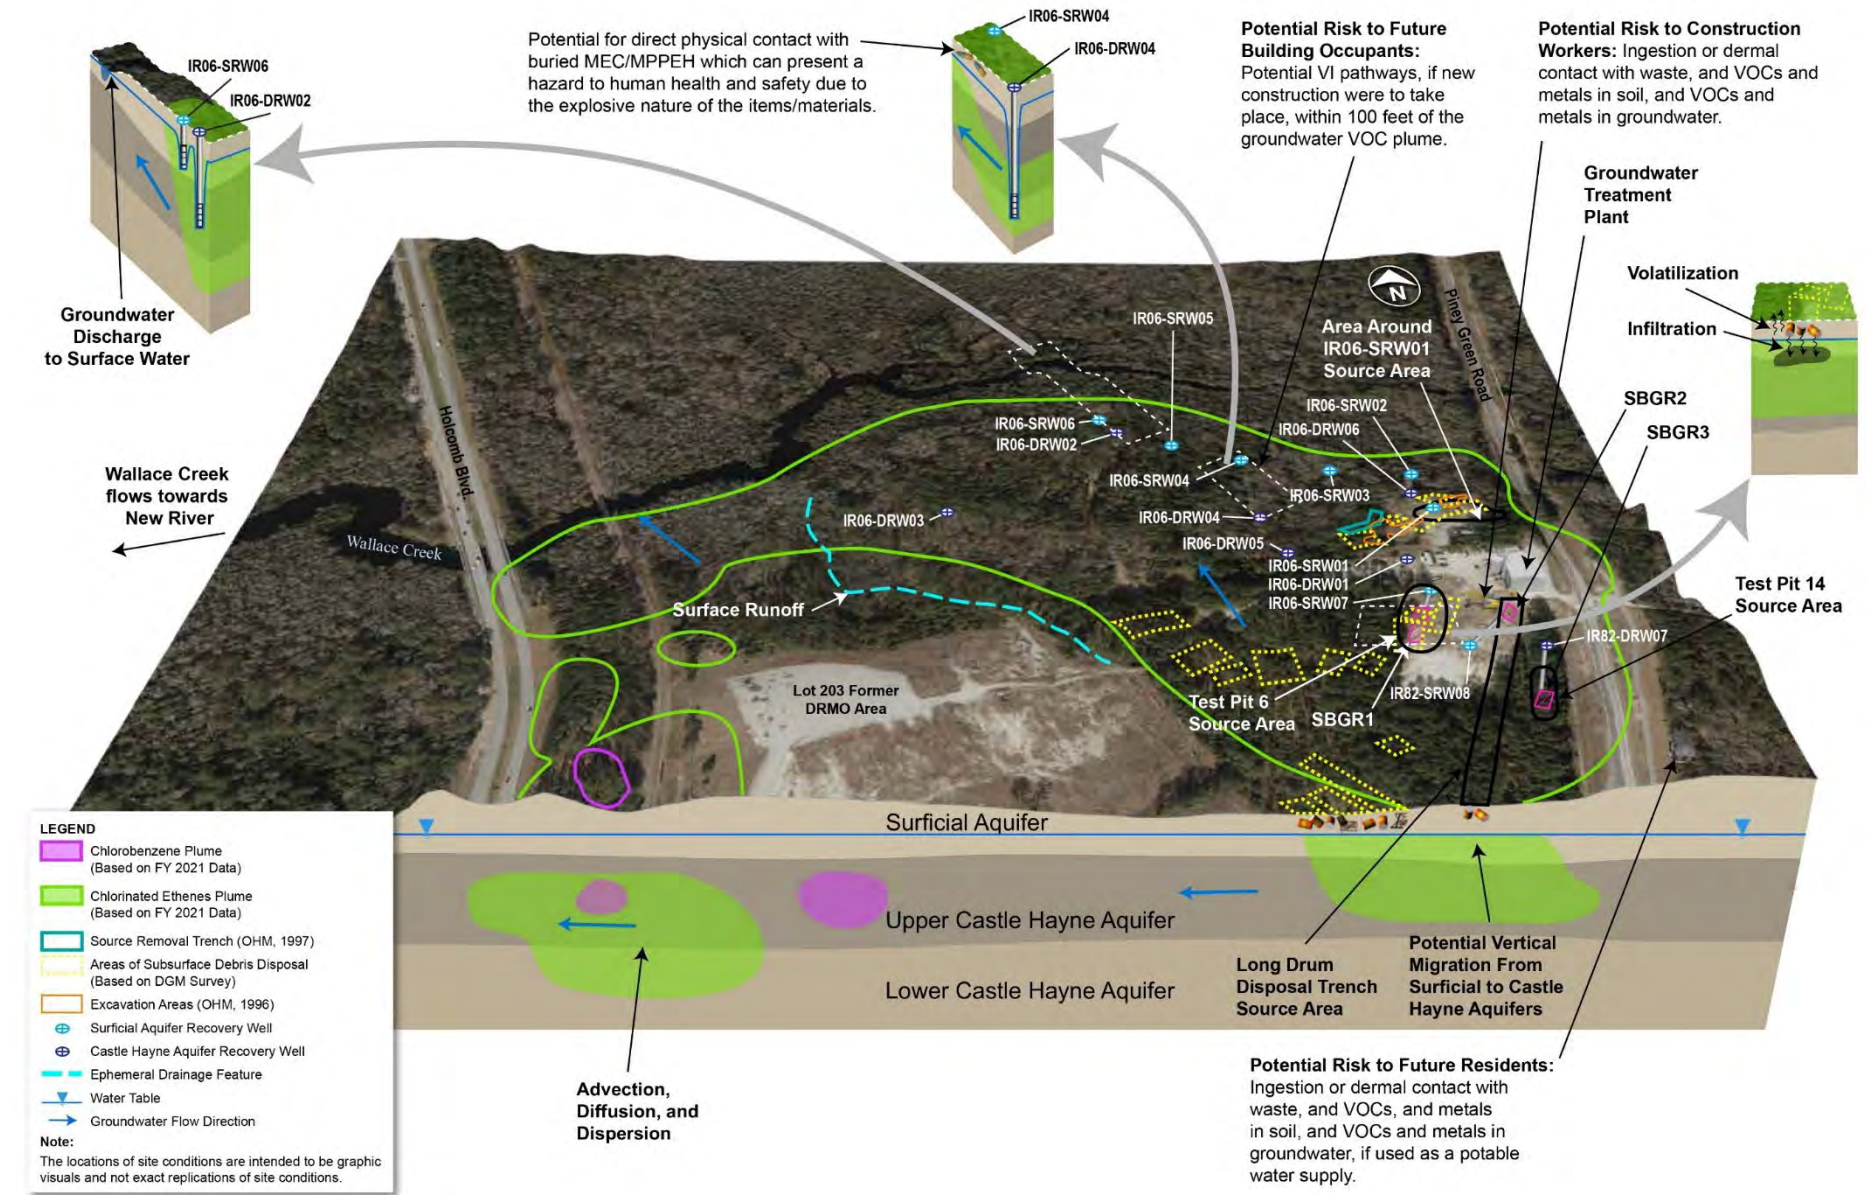 IR06-SRW06
IR06-DRW02
Groundwater
Discharge
to Surface Water
Potential for direct physical contact with
buried MEC/MPPEH which can present a
hazard to human health and safety due to
the explosive nature of the items/materials.
IR06-SRW04
IR06-DRW04
Potential Risk to Future
Building Occupants:
Potential VI pathways, if new
construction were to take
place, within 100 feet of the
groundwater VOC plume.
Potential Risk to Construction
Workers: Ingestion or dermal
contact with waste, and VOCs and
metals in soil, and VOCs and
metals in groundwater.
Groundwater
Treatment
Plant
Volatilization
Infiltration
SBGR2
SBGR3
N
Piney Green Road
Area Around
IR06-SRW01
Source Area
IR06-SRW05
IR06-SRW02
IR06-DRW06
IR06-SRW06
IR06-DRW02
IR06-SRW04
IR06-SRW03
IR06-DRW03
IR06-DRW04
IR06-DRW05
IR06-SRW01
IR06-DRW01
IR06-SRW07
Holcomb Blvd.
Wallace Creek
flows towards
New River
Wallace Creek
Surface Runoff
Test Pit 14
Source Area
IR82-DRW07
IR82-SRW08
Lot 203 Former
DRMO Area
Test Pit 6
Source Area
SBGR1
Surficial Aquifer
Upper Castle Hayne Aquifer
Lower Castle Hayne Aquifer
Long Drum
Disposal Trench
Source Area
Potential Vertical
Migration From
Surficial to Castle
Hayne Aquifers
Advection,
Diffusion, and
Dispersion
Potential Risk to Future Residents:
Ingestion or dermal contact with
waste, and VOCs, and metals
in soil, and VOCs and metals in
groundwater, if used as a potable
water supply.
LEGEND
Chlorobenzene Plume
(Based on FY 2021 Data)
Chlorinated Ethenes Plume
(Based on FY 2021 Data)
Source Removal Trench (OHM, 1997)
Areas of Subsurface Debris Disposal
(Based on DGM Survey)
Excavation Areas (OHM, 1996)
Surficial Aquifer Recovery Well
Castle Hayne Aquifer Recovery Well
Ephemeral Drainage Feature
Water Table
Groundwater Flow Direction
Note:
The locations of site conditions are intended to be graphic
visuals and not exact replications of site conditions.